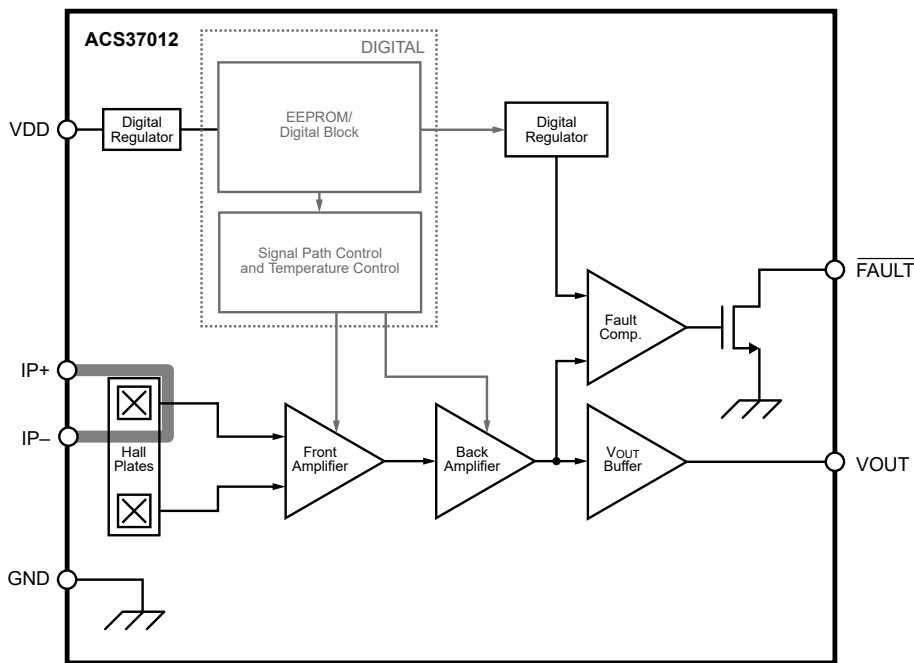 ACS37012
DIGITAL
VDD
Digital
Regulator
EEPROM/
Digital Block
Digital
Regulator
Signal Path Control
and Temperature Control
FAULT
Fault
Comp.
IP+
IP–
Hall
Plates
Front
Amplifier
Back
Amplifier
VOUT
Buffer
VOUT
GND